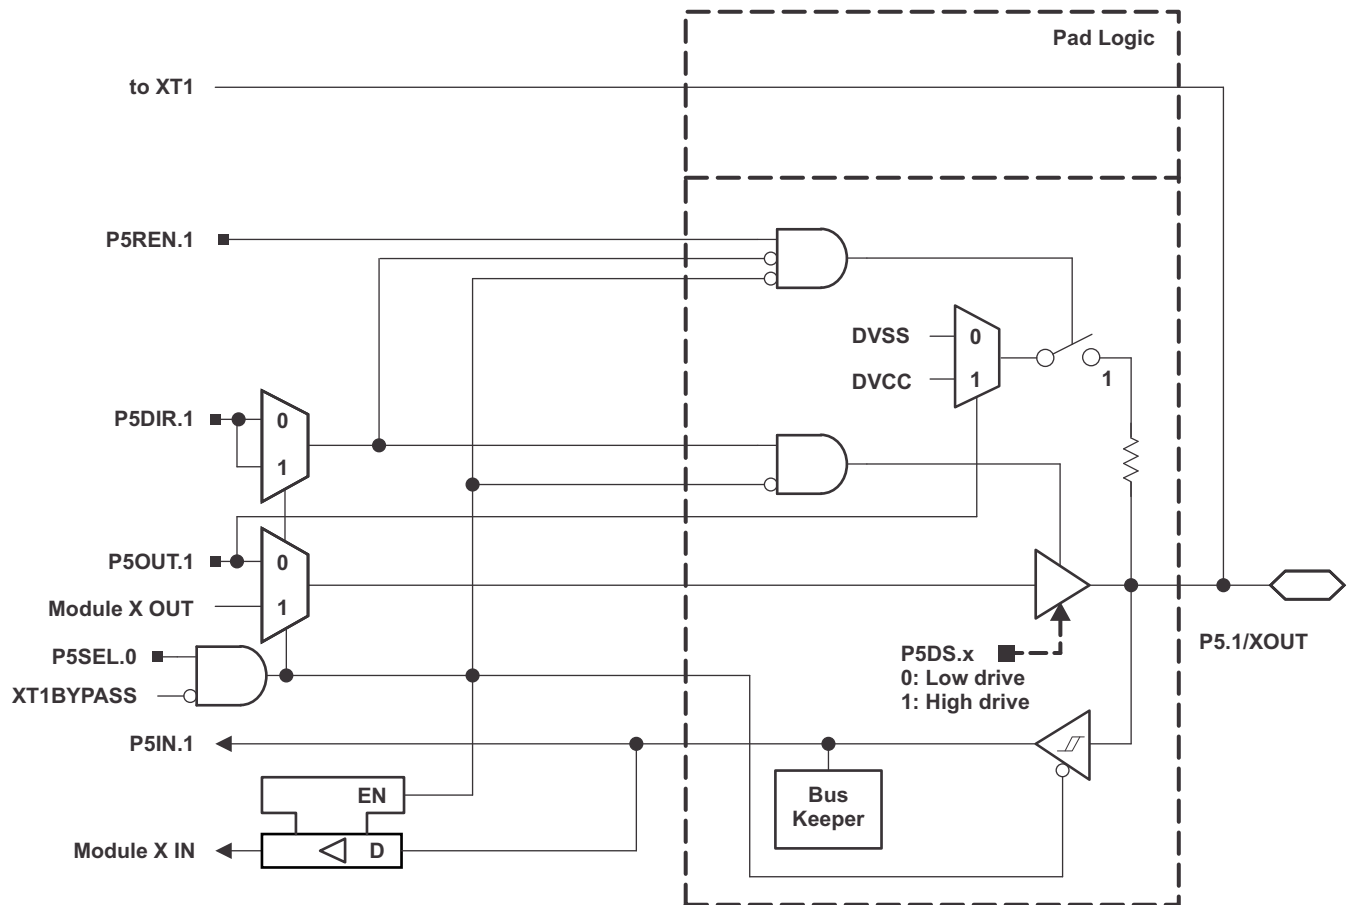 Pad Logic
to XT1
P5REN.1
DVSS
0
DVCC
1
1
P5DIR.1
0
1
P5OUT.1
0
Module X OUT
1
P5SEL.0
XT1BYPASS
P5DS.x
0: Low drive
1: High drive
P5.1/XOUT
P5IN.1
Bus
Keeper
EN
Module X IN
D